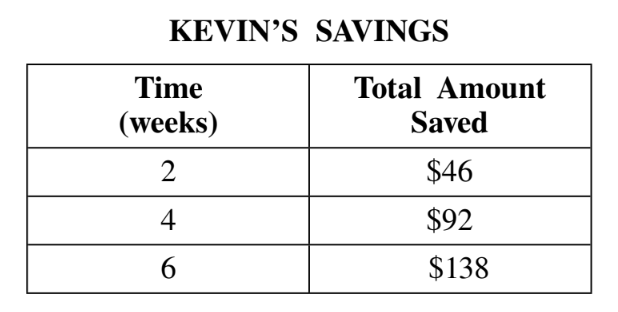 KEVIN'S SAVINGS
Time (weeks) Total Amount Saved
2 $46
4 $92
6 $138